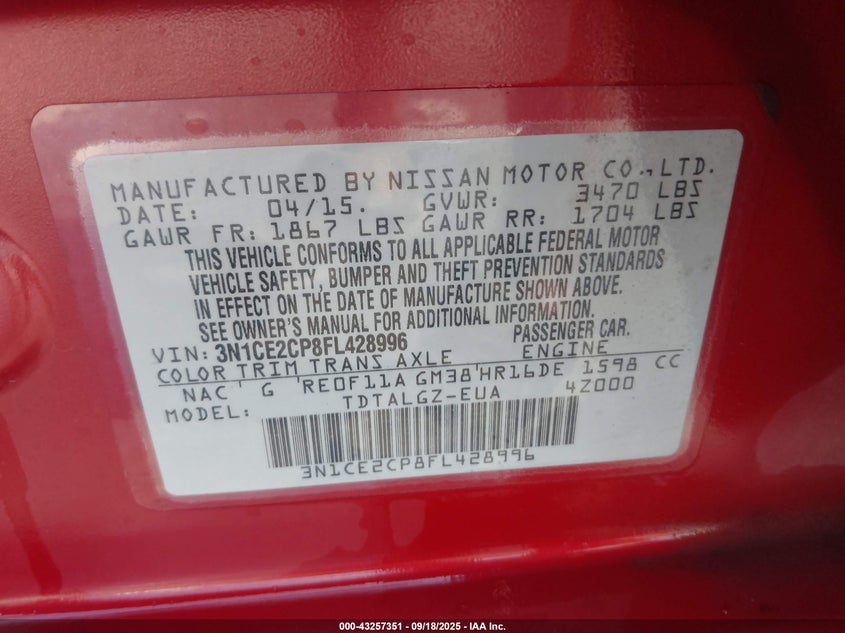 MANUFACTURED BY NISSAN MOTOR CO.,LTD.
DATE: 04/15. GVWR: 3470 LBS
GAWR FR: 1867 LBS GAWR RR: 1704 LBS
THIS VEHICLE CONFORMS TO ALL APPLICABLE FEDERAL MOTOR
VEHICLE SAFETY, BUMPER AND THEFT PREVENTION STANDARDS
IN EFFECT ON THE DATE OF MANUFACTURE SHOWN ABOVE.
SEE OWNER'S MANUAL FOR ADDITIONAL INFORMATION.
VIN: 3N1CE2CP8FL428996 PASSENGER CAR.
COLOR TRIM TRANS AXLE ENGINE
NAC G RE0F11A GM38 HR16DE 1598 CC
MODEL: TDTALGZ-EUA 4Z000
3N1CE2CP8FL428996
000-43257351 | 09/18/2025 - IAA Inc.